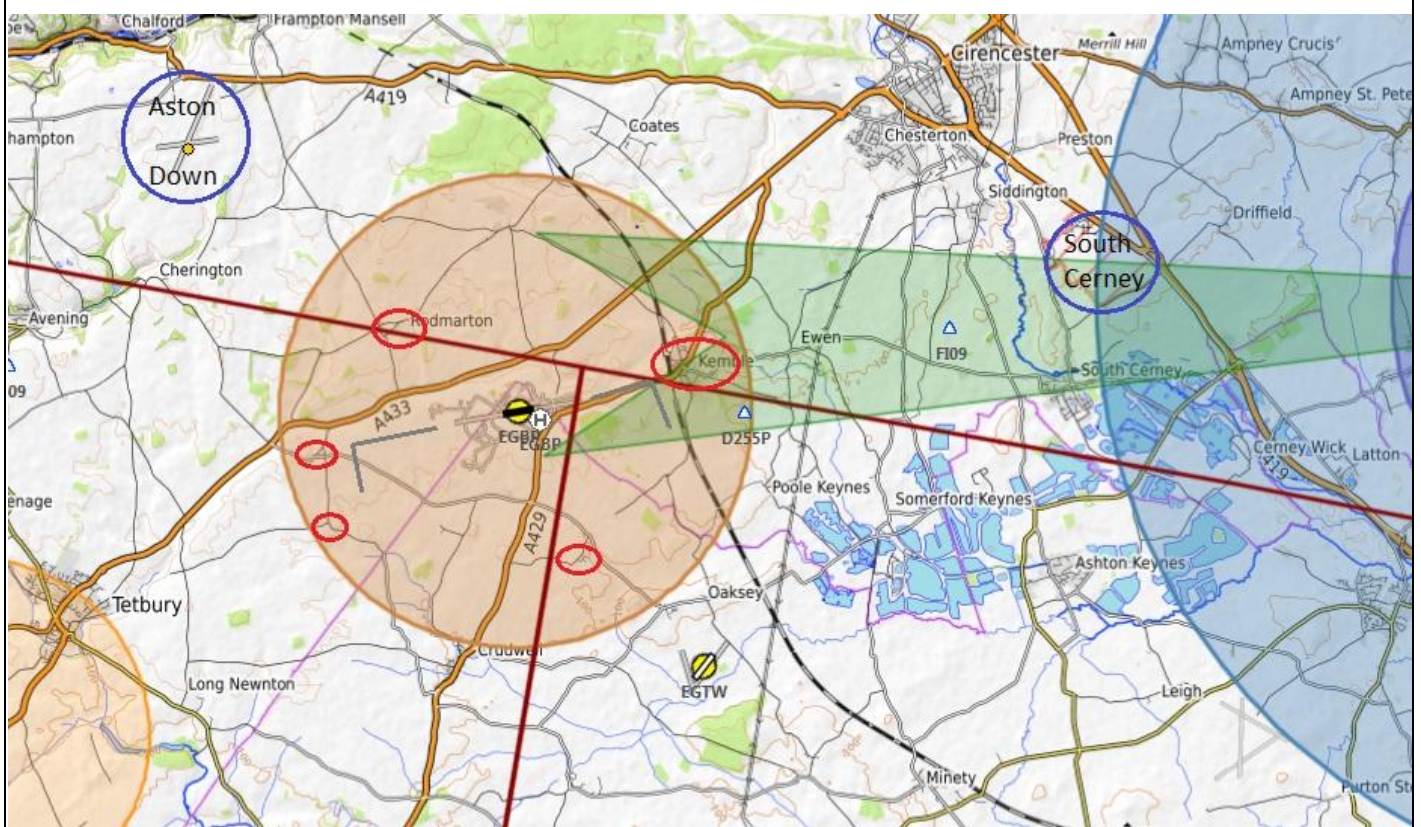 Chalford
Frampton Mansell
Cirencester
Merrill Hill
Ampney Crucis
Ampney St. Pete
Aston
Down
A419
hampton
Coates
Chesterton
Preston
Siddington
Driffield
South
Cerney
Cherington
Avening
Rodmarton
Kemble
Ewen
FI09
South Cerney
09
A433
EGBP
H
EGBP
D255P
Cerney Wick
Latton
419
enage
Poole Keynes
Somerford Keynes
A429
Ashton Keynes
Oaksey
Tetbury
Crudwell
Long Newnton
EGTW
Leigh
Minety
Purton Sto